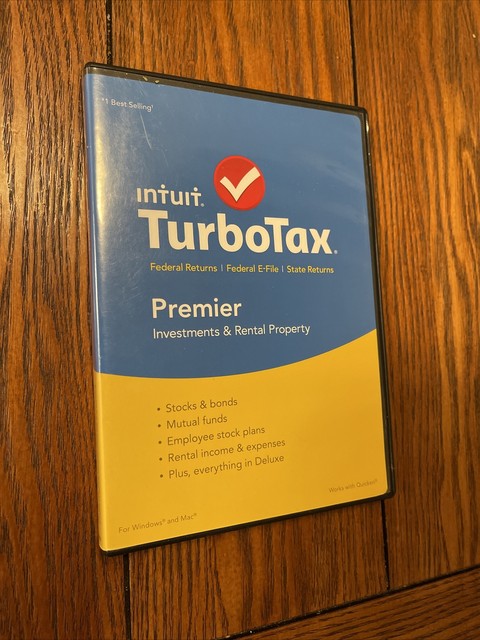 #1 Best Selling¹
intuit®
TurboTax®
Federal Returns | Federal E-File | State Returns
Premier
Investments & Rental Property
• Stocks & bonds
• Mutual funds
• Employee stock plans
• Rental income & expenses
• Plus, everything in Deluxe
Works with Quicken®
For Windows® and Mac®